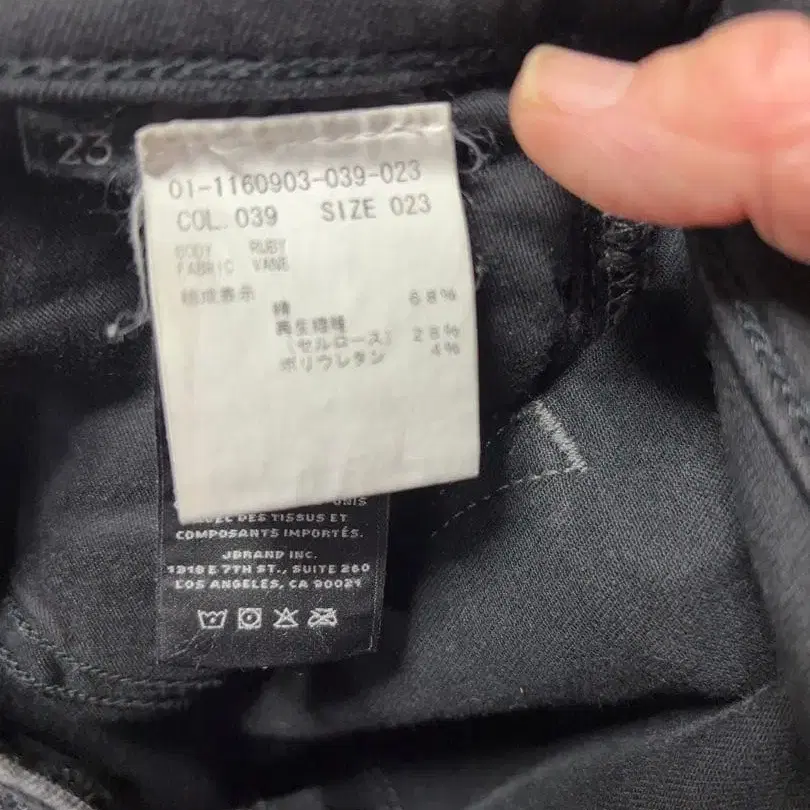 23
01-1160903-039-023
COL. 039 SIZE 023
BODY RUBY
FABRIC VANE
組成表示
綿 68%
再生繊維
(セルロース) 28%
ポリウレタン 4%
DES TISSUS ET
COMPOSANTS IMPORTÉS.
JBRAND INC.
1318 E 7TH ST., SUITE 260
LOS ANGELES, CA 90021